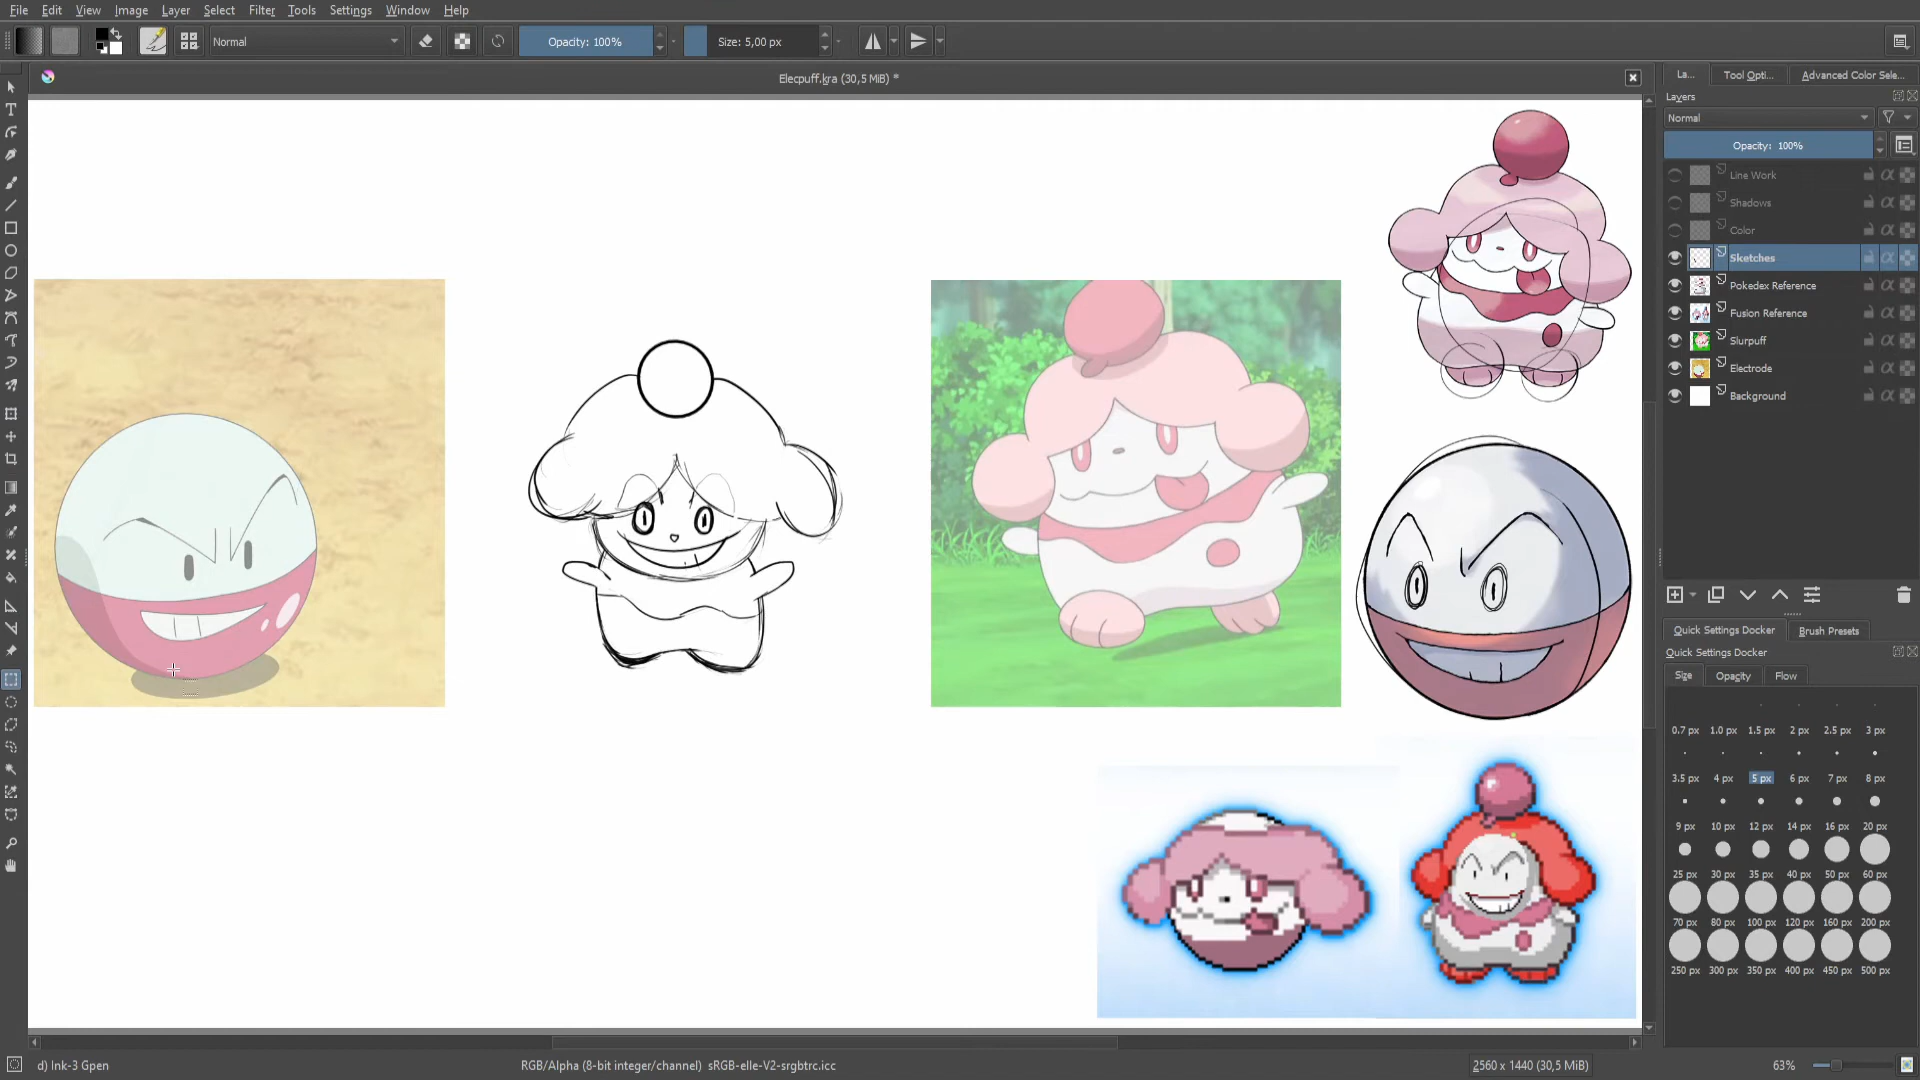 File Edit View Image Layer Select Filter Tools Settings Window Help
Normal
Opacity: 100%
Size: 5,00 px
Elecpuff.kra (30,5 MiB) *
La...
Tool Opti...
Advanced Color Sele...
Layers
Normal
Opacity: 100%
Line Work
Shadows
Color
Sketches
Pokedex Reference
Fusion Reference
Slurpuff
Electrode
Background
Quick Settings Docker
Brush Presets
Quick Settings Docker
Size
Opacity
Flow
0.7 px 1.0 px 1.5 px 2 px 2.5 px 3 px
3.5 px 4 px 5 px 6 px 7 px 8 px
9 px 10 px 12 px 14 px 16 px 20 px
25 px 30 px 35 px 40 px 50 px 60 px
70 px 80 px 100 px 120 px 160 px 200 px
250 px 300 px 350 px 400 px 450 px 500 px
d) Ink-3 Gpen
RGB/Alpha (8-bit integer/channel) sRGB-elle-V2-srgbtrc.icc
2560 x 1440 (30,5 MiB)
63%